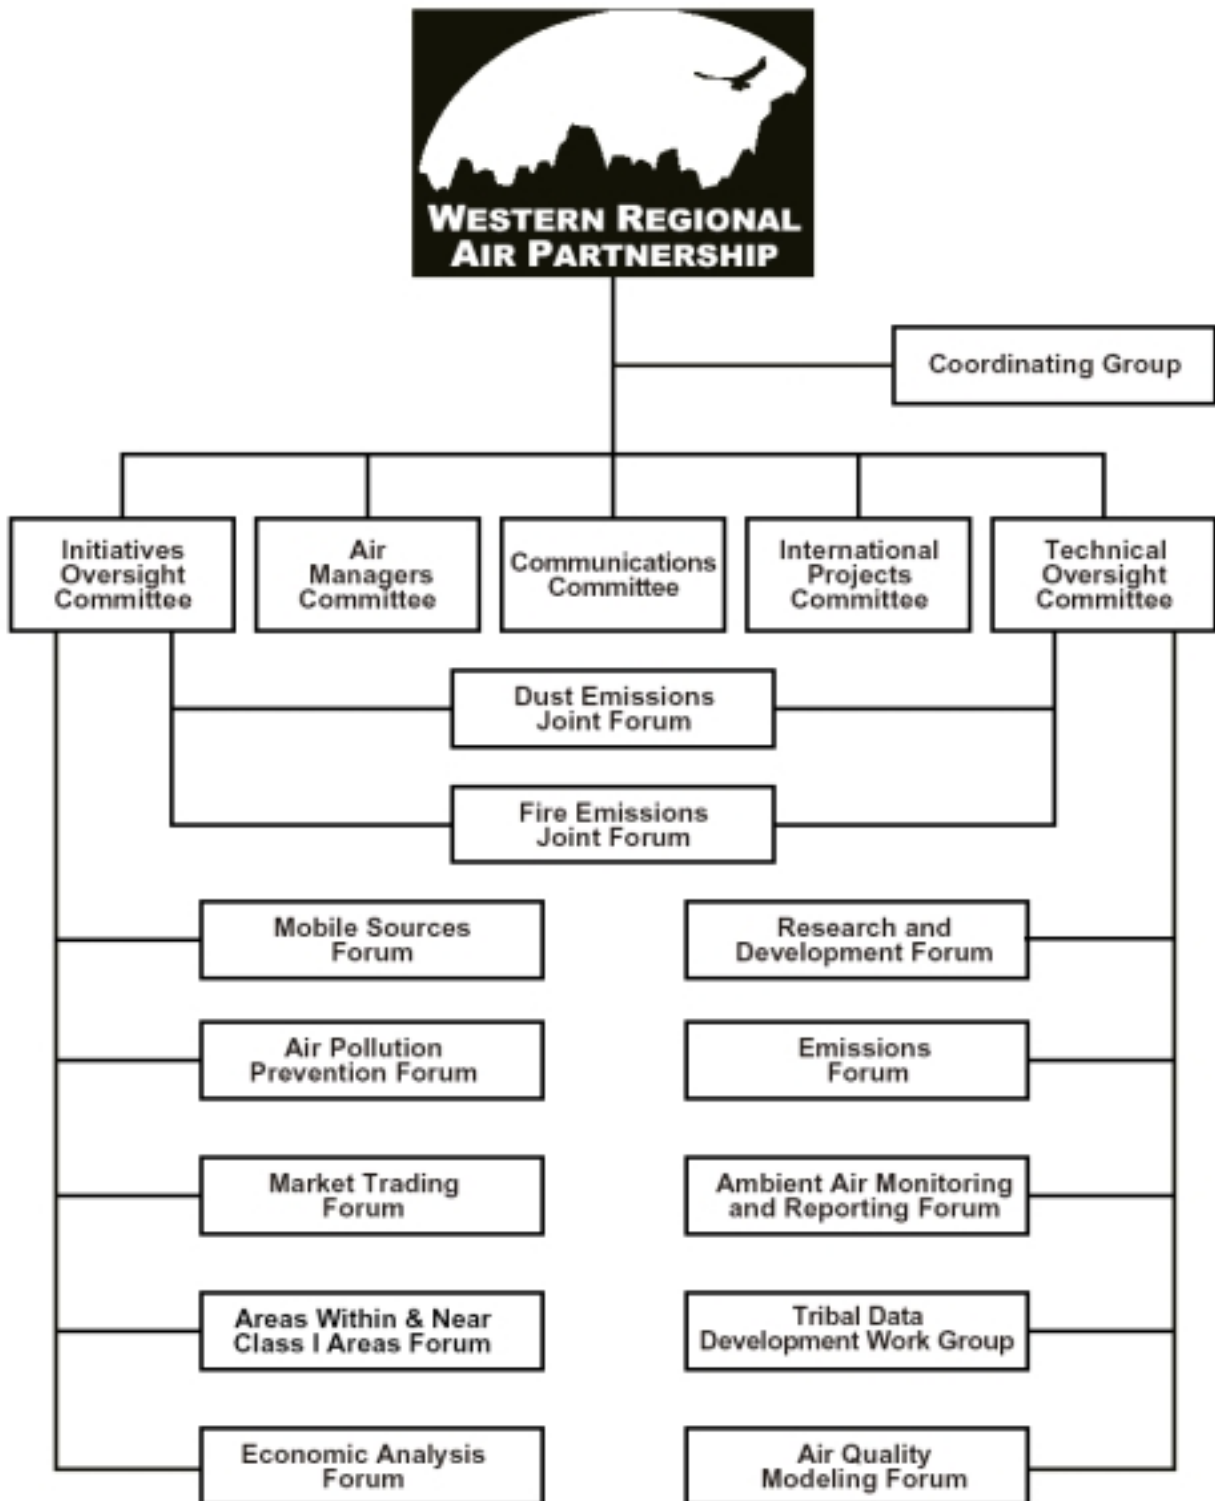 WESTERN REGIONAL
AIR PARTNERSHIP
Coordinating Group
Initiatives
Oversight
Committee
Air
Managers
Committee
Communications
Committee
International
Projects
Committee
Technical
Oversight
Committee
Dust Emissions
Joint Forum
Fire Emissions
Joint Forum
Mobile Sources
Forum
Research and
Development Forum
Air Pollution
Prevention Forum
Emissions
Forum
Market Trading
Forum
Ambient Air Monitoring
and Reporting Forum
Areas Within & Near
Class I Areas Forum
Tribal Data
Development Work Group
Economic Analysis
Forum
Air Quality
Modeling Forum